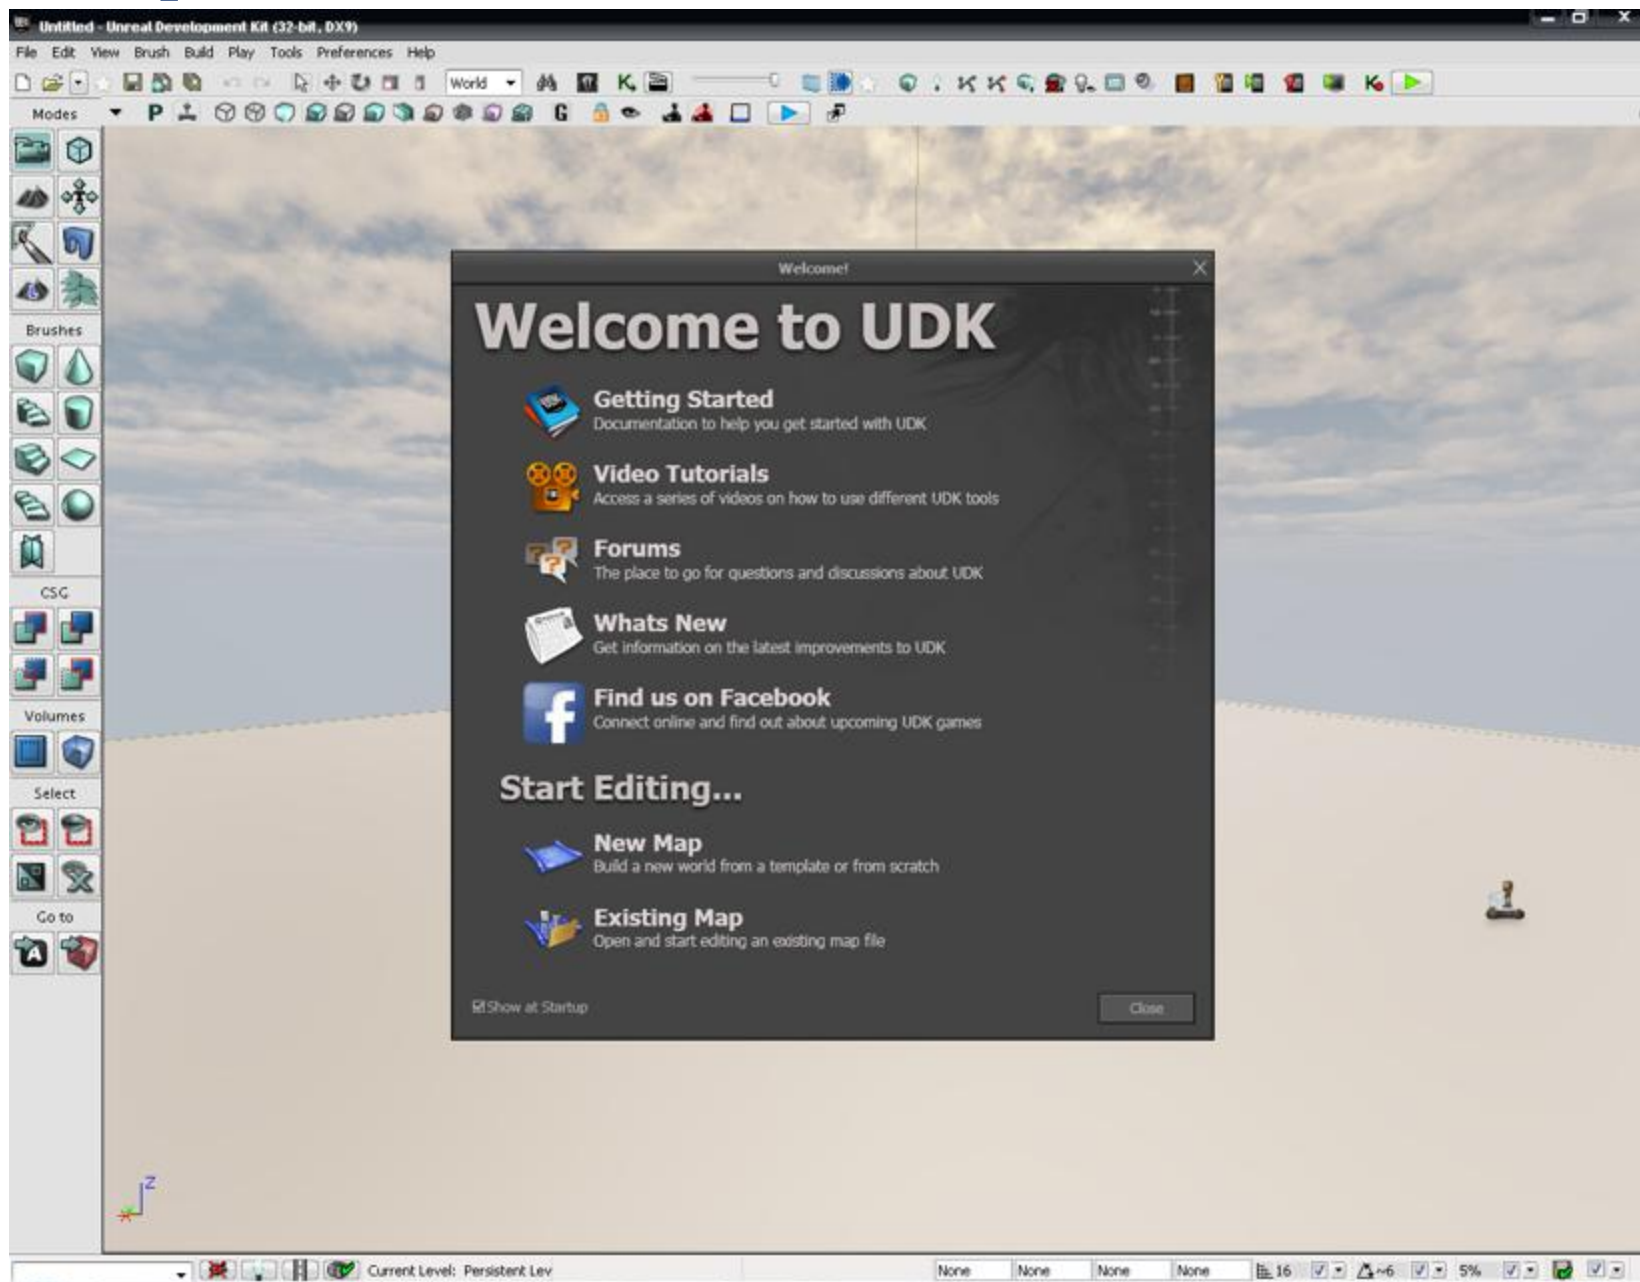 Untitled - Unreal Development Kit (32-bit, DX9)
File Edit View Brush Build Play Tools Preferences Help
World
Modes
P
G
Welcome!
Welcome to UDK
Getting Started
Documentation to help you get started with UDK
Video Tutorials
Access a series of videos on how to use different UDK tools
Forums
The place to go for questions and discussions about UDK
Whats New
Get information on the latest improvements to UDK
Find us on Facebook
Connect online and find out about upcoming UDK games
Start Editing...
New Map
Build a new world from a template or from scratch
Existing Map
Open and start editing an existing map file
Show at Startup
Close
Brushes
CSG
Volumes
Select
Go to
Z
Current Level: Persistent Lev
None None None None 16 ~6 5%